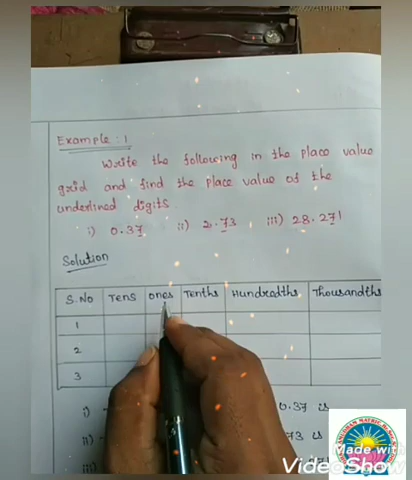 Example : 1
Write the following in the place value
grid and find the place value of the
underlined digits.
i) 0.37 ii) 2.73 iii) 28.271
Solution
S.No Tens Ones Tenths Hundredths Thousandths
1
2
3
i) 0.37 is
ii) 73 is
iii)
Made with
VideoShow